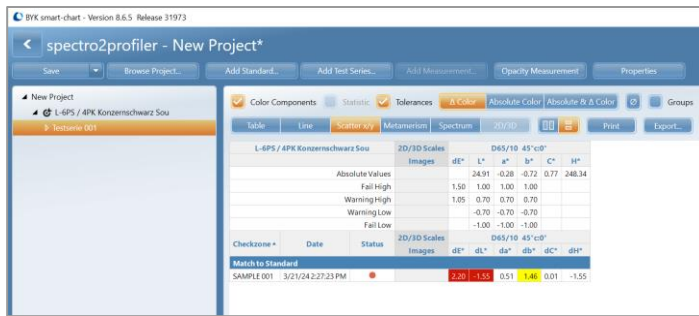 BYK smart-chart - Version 8.6.5 Release 31973
spectro2profiler - New Project*
Save Browse Project... Add Standard... Add Test Series... Add Measurement... Opacity Measurement Properties
New Project
L-6PS / 4PK Konzernschwarz Sou
Testserie 001
Color Components Statistic Tolerances Δ Color Absolute Color Absolute & Δ Color Ø Groups
Table Line Scatter x/y Metamerism Spectrum 2D/3D Print Export...
L-6PS / 4PK Konzernschwarz Sou 2D/3D Scales D65/10 45°c:0°
Images dE* L* a* b* C* H*
Absolute Values 24.91 -0.28 -0.72 0.77 248.34
Fail High 1.50 1.00 1.00 1.00
Warning High 1.05 0.70 0.70 0.70
Warning Low -0.70 -0.70 -0.70
Fail Low -1.00 -1.00 -1.00
Checkzone Date Status 2D/3D Scales D65/10 45°c:0°
Images dE* dL* da* db* dC* dH*
Match to Standard
SAMPLE 001 3/21/24 2:27:23 PM 2.20 -1.55 0.51 1.46 0.01 -1.55